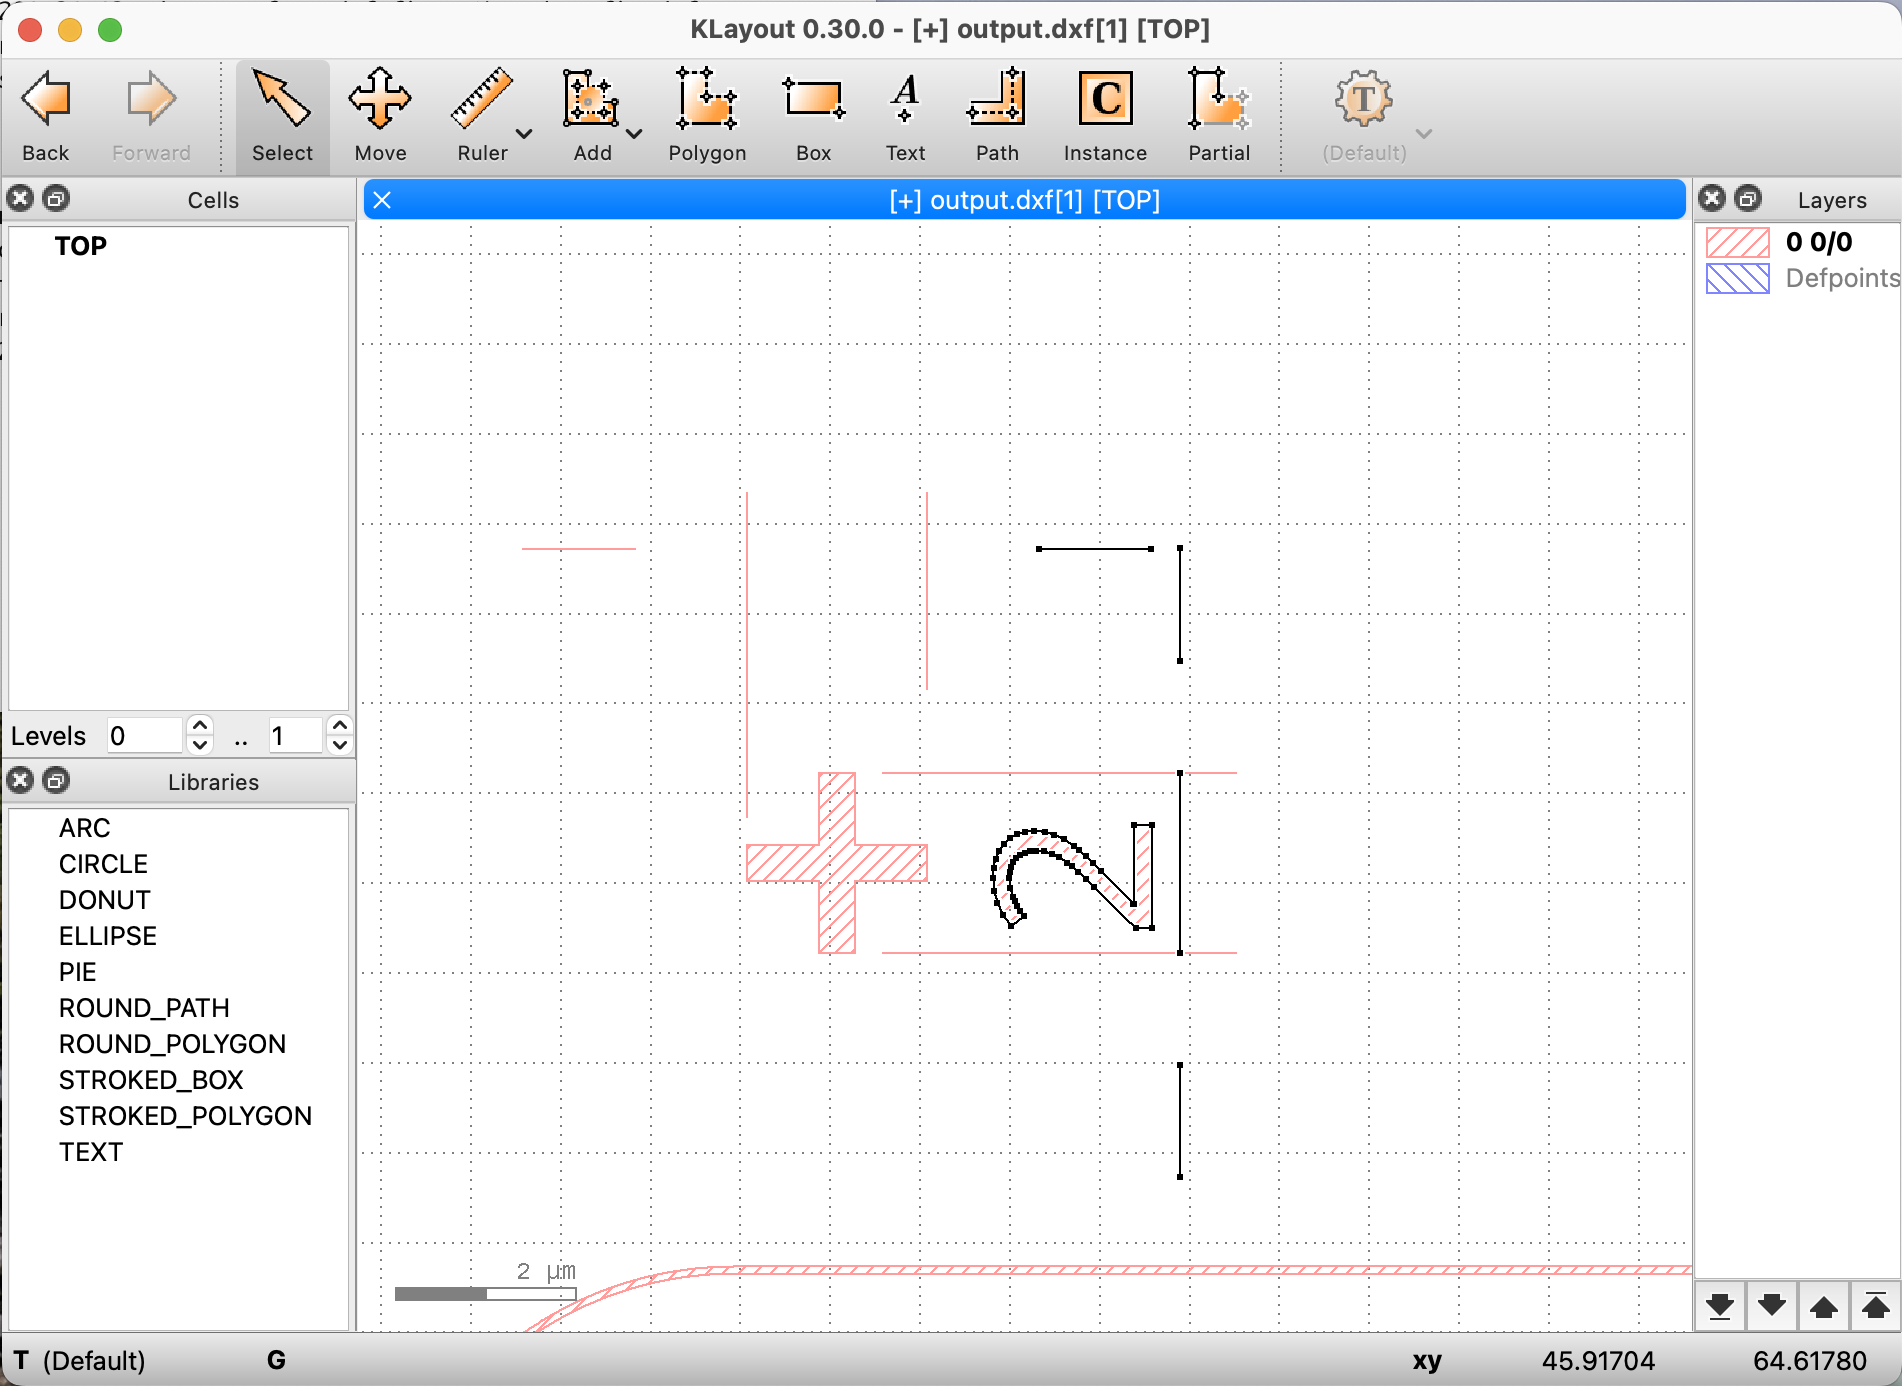 KLayout 0.30.0 - [+] output.dxf[1] [TOP]
Back Forward Select Move Ruler Add Polygon Box Text Path Instance Partial (Default)
Cells
[+] output.dxf[1] [TOP]
Layers
TOP
0 0/0
Defpoints
Levels 0 .. 1
Libraries
ARC
CIRCLE
DONUT
ELLIPSE
PIE
ROUND_PATH
ROUND_POLYGON
STROKED_BOX
STROKED_POLYGON
TEXT
2
2 µm
T (Default) G xy 45.91704 64.61780